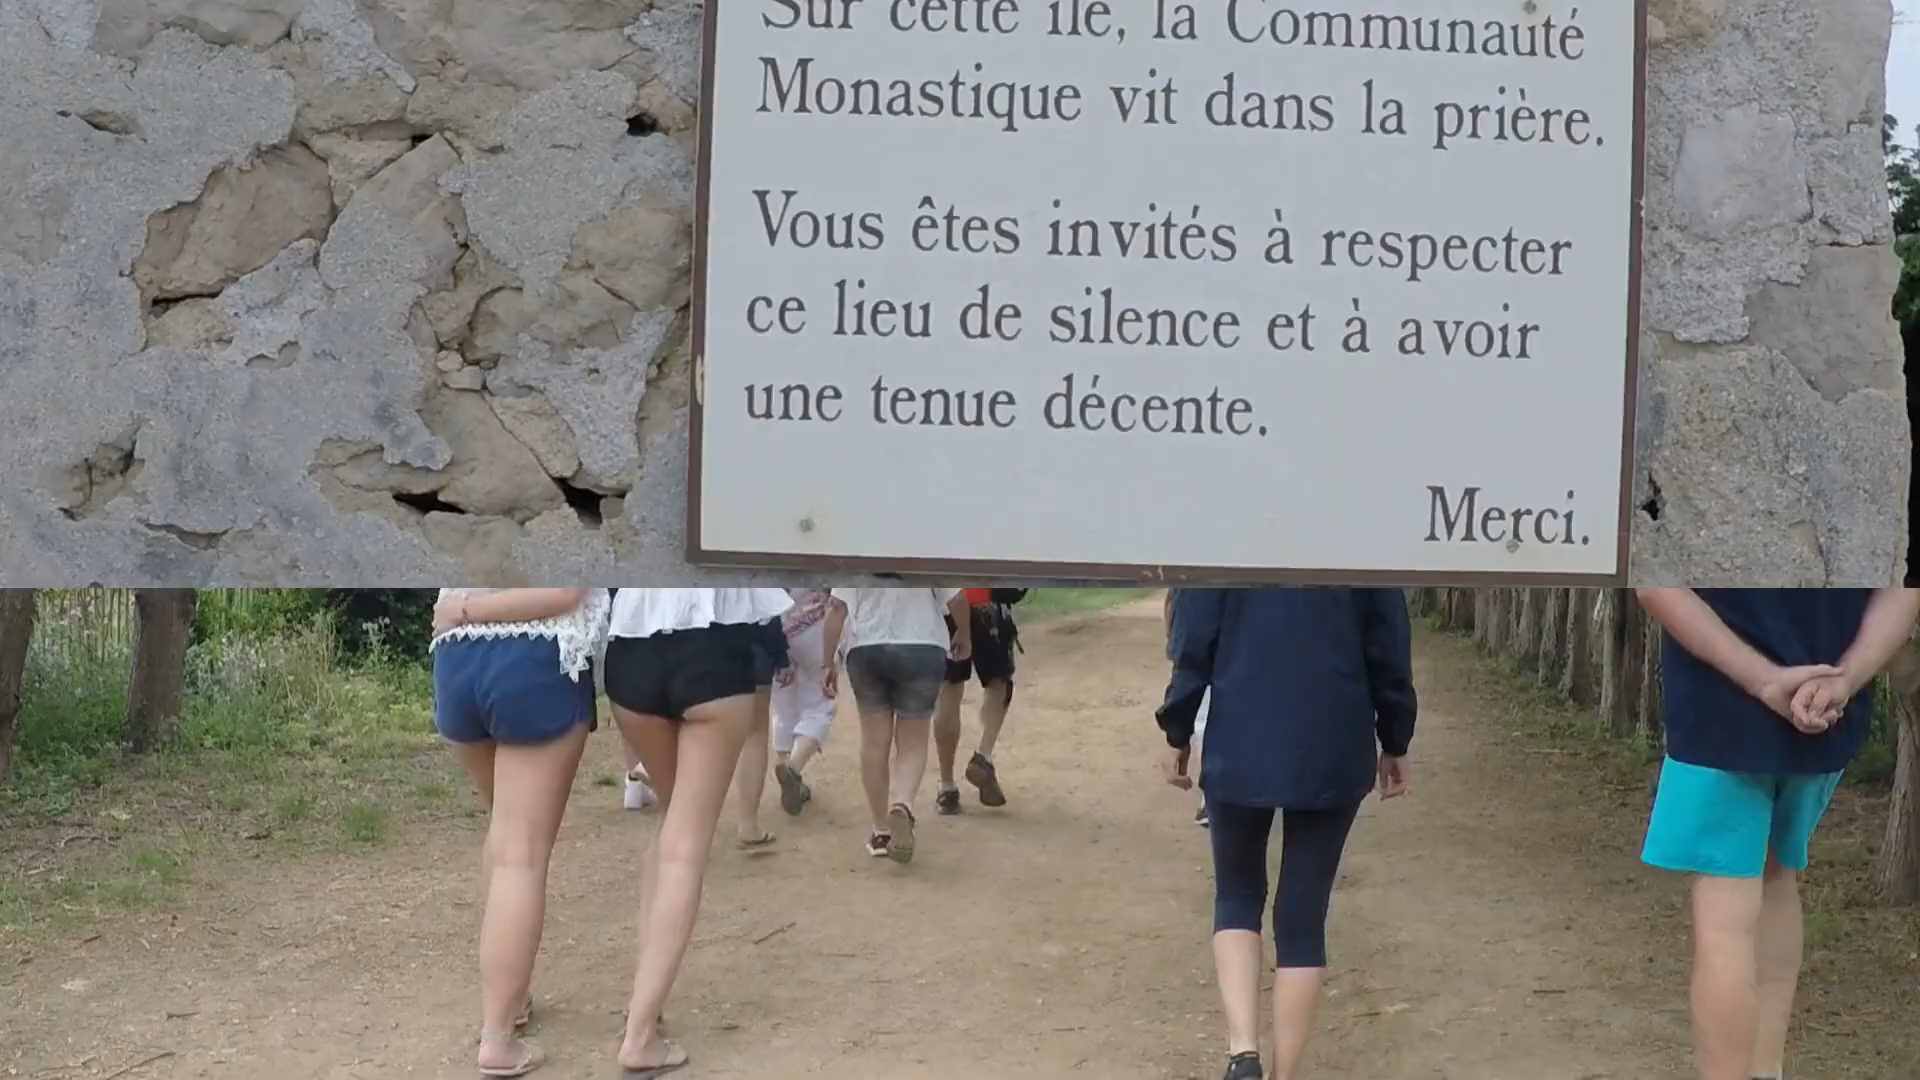 Sur cette île, la Communauté
Monastique vit dans la prière.
Vous êtes invités à respecter
ce lieu de silence et à avoir
une tenue décente.
Merci.